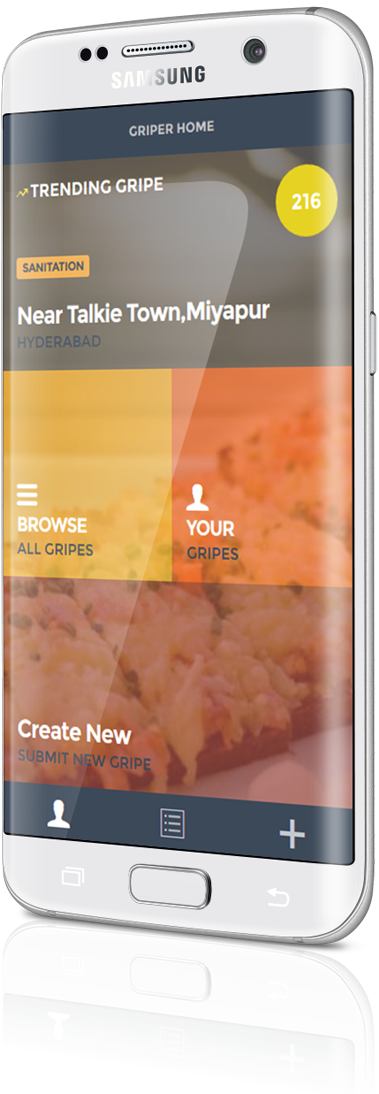 SAMSUNG
GRIPER HOME
TRENDING GRIPE
216
SANITATION
Near Talkie Town,Miyapur
HYDERABAD
BROWSE
ALL GRIPES
YOUR
GRIPES
Create New
SUBMIT NEW GRIPE